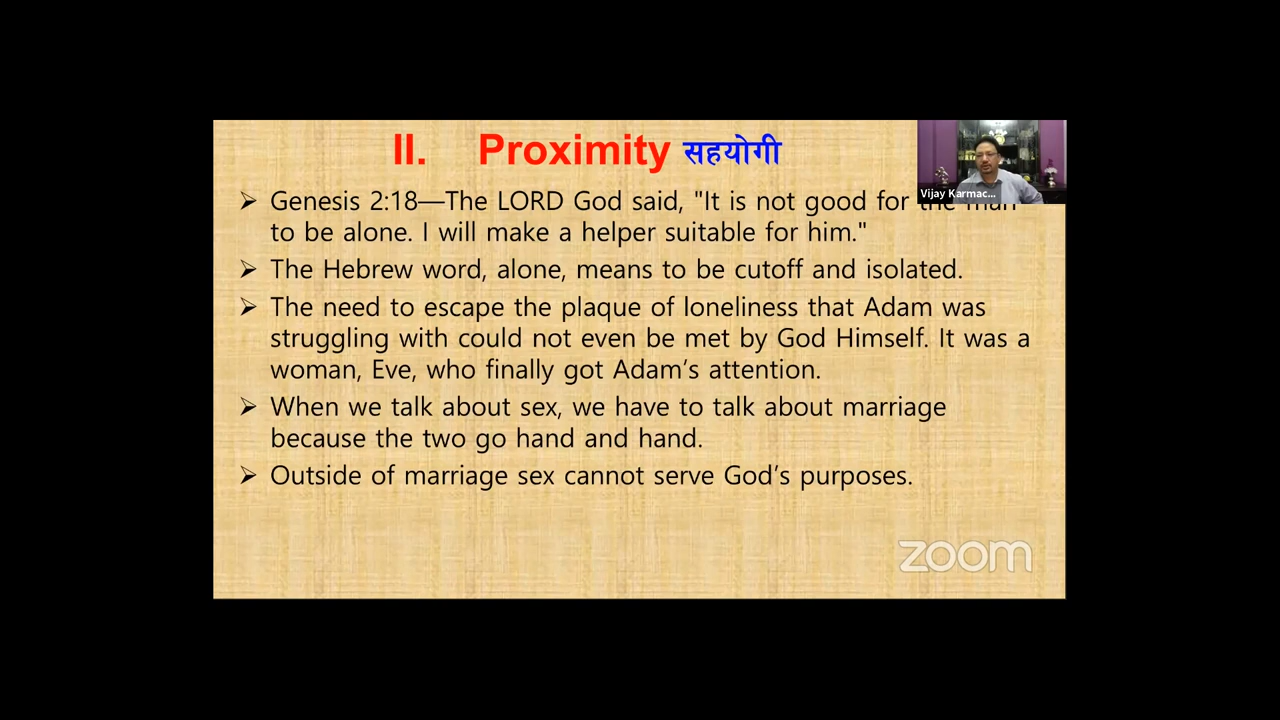 II. Proximity सहयोगी
➢ Genesis 2:18—The LORD God said, "It is not good for the man
to be alone. I will make a helper suitable for him."
➢ The Hebrew word, alone, means to be cutoff and isolated.
➢ The need to escape the plaque of loneliness that Adam was
struggling with could not even be met by God Himself. It was a
woman, Eve, who finally got Adam’s attention.
➢ When we talk about sex, we have to talk about marriage
because the two go hand and hand.
➢ Outside of marriage sex cannot serve God’s purposes.
Vijay Karmac...
zoom